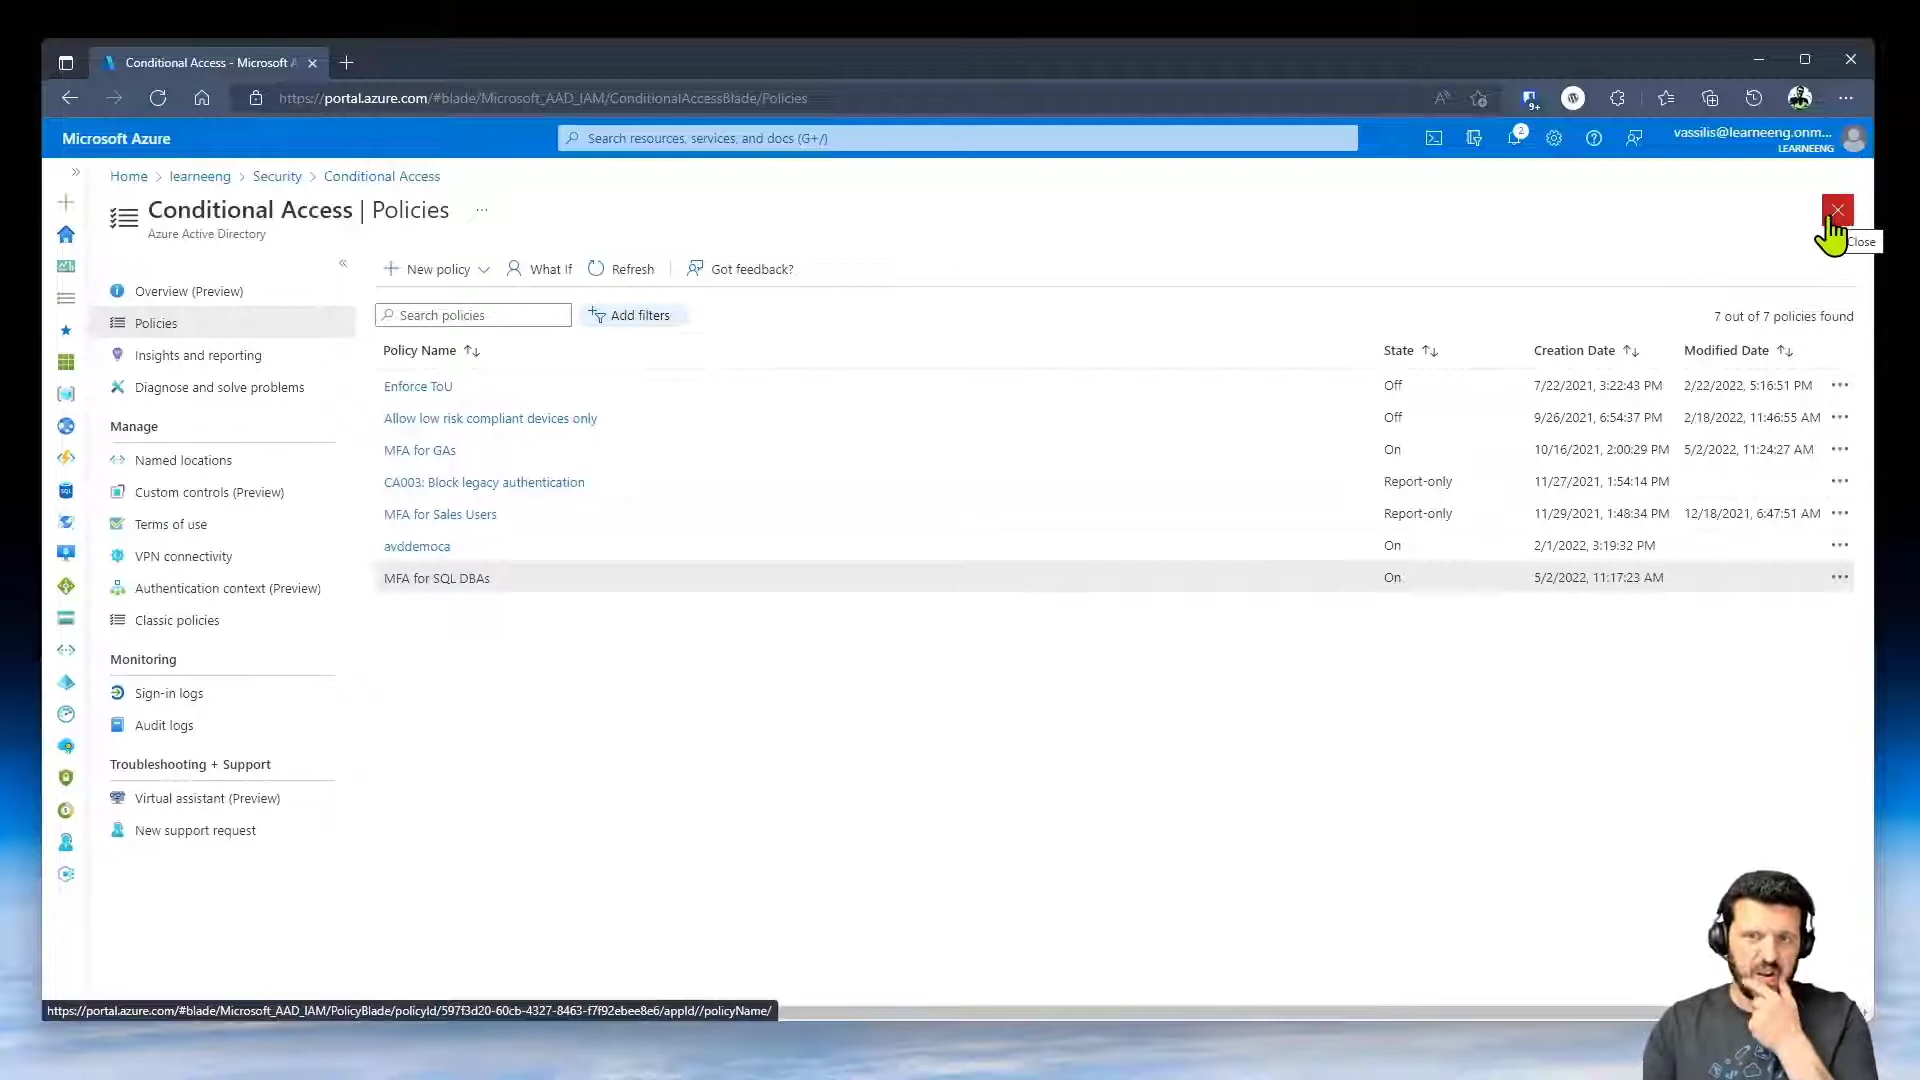 Conditional Access - Microsoft A
https://portal.azure.com/#blade/Microsoft_AAD_IAM/ConditionalAccessBlade/Policies
9+
Microsoft Azure
Search resources, services, and docs (G+/)
2
vassilis@learneeng.onm...
LEARNEENG
Home > learneeng > Security > Conditional Access
Conditional Access | Policies ...
Azure Active Directory
Close
Overview (Preview)
Policies
Insights and reporting
Diagnose and solve problems
Manage
Named locations
Custom controls (Preview)
Terms of use
VPN connectivity
Authentication context (Preview)
Classic policies
Monitoring
Sign-in logs
Audit logs
Troubleshooting + Support
Virtual assistant (Preview)
New support request
New policy What If Refresh Got feedback?
Search policies Add filters
7 out of 7 policies found
Policy Name State Creation Date Modified Date
Enforce ToU Off 7/22/2021, 3:22:43 PM 2/22/2022, 5:16:51 PM
Allow low risk compliant devices only Off 9/26/2021, 6:54:37 PM 2/18/2022, 11:46:55 AM
MFA for GAs On 10/16/2021, 2:00:29 PM 5/2/2022, 11:24:27 AM
CA003: Block legacy authentication Report-only 11/27/2021, 1:54:14 PM
MFA for Sales Users Report-only 11/29/2021, 1:48:34 PM 12/18/2021, 6:47:51 AM
avddemoca On 2/1/2022, 3:19:32 PM
MFA for SQL DBAs On 5/2/2022, 11:17:23 AM
https://portal.azure.com/#blade/Microsoft_AAD_IAM/PolicyBlade/policyId/597f3d20-60cb-4327-8463-f7f92ebee8e6/appId//policyName/